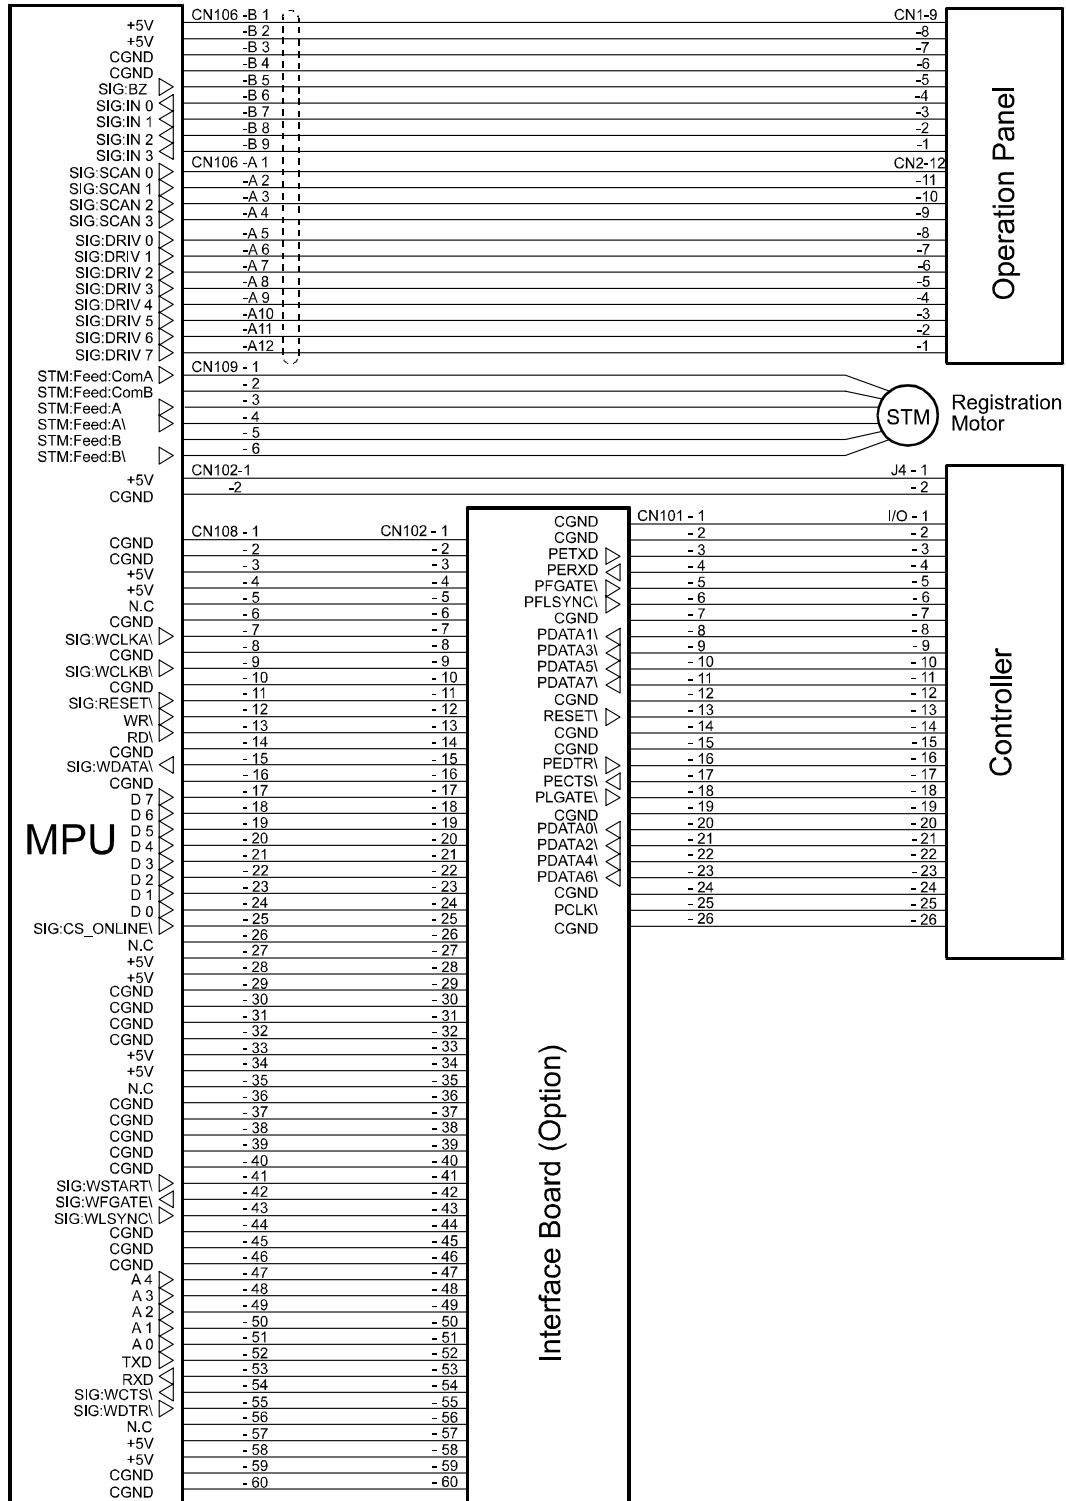 CN106 -B 1 CN1-9
+5V -B 2 -8
+5V -B 3 -7
CGND -B 4 -6
CGND -B 5 -5
SIG:BZ -B 6 -4
SIG:IN 0 -B 7 -3
SIG:IN 1 -B 8 -2
SIG:IN 2 -B 9 -1
SIG:IN 3
CN106 -A 1 CN2-12
SIG:SCAN 0 -A 2 -11
SIG:SCAN 1 -A 3 -10
SIG:SCAN 2 -A 4 -9
SIG:SCAN 3
SIG:DRIV 0 -A 5 -8
SIG:DRIV 1 -A 6 -7
SIG:DRIV 2 -A 7 -6
SIG:DRIV 3 -A 8 -5
SIG:DRIV 4 -A 9 -4
SIG:DRIV 5 -A10 -3
SIG:DRIV 6 -A11 -2
SIG:DRIV 7 -A12 -1
Operation Panel
CN109 - 1
STM:Feed:ComA - 2
STM:Feed:ComB - 3
STM:Feed:A - 4
STM:Feed:A\ - 5
STM:Feed:B - 6
STM:Feed:B\
STM
Registration
Motor
CN102-1 J4 - 1
+5V -2 - 2
CGND
CN108 - 1 CN102 - 1
CGND - 2 - 2
CGND - 3 - 3
+5V - 4 - 4
+5V - 5 - 5
N.C - 6 - 6
CGND - 7 - 7
SIG:WCLKA\ - 8 - 8
CGND - 9 - 9
SIG:WCLKB\ - 10 - 10
CGND - 11 - 11
SIG:RESET\ - 12 - 12
WR\ - 13 - 13
RD\ - 14 - 14
CGND - 15 - 15
SIG:WDATA\ - 16 - 16
CGND - 17 - 17
D 7 - 18 - 18
D 6 - 19 - 19
D 5 - 20 - 20
D 4 - 21 - 21
D 3 - 22 - 22
D 2 - 23 - 23
D 1 - 24 - 24
D 0 - 25 - 25
SIG:CS_ONLINE\ - 26 - 26
N.C - 27 - 27
+5V - 28 - 28
+5V - 29 - 29
CGND - 30 - 30
CGND - 31 - 31
CGND - 32 - 32
CGND - 33 - 33
+5V - 34 - 34
+5V - 35 - 35
N.C - 36 - 36
CGND - 37 - 37
CGND - 38 - 38
CGND - 39 - 39
CGND - 40 - 40
CGND - 41 - 41
SIG:WSTART\ - 42 - 42
SIG:WFGATE\ - 43 - 43
SIG:WLSYNC\ - 44 - 44
CGND - 45 - 45
CGND - 46 - 46
CGND - 47 - 47
A 4 - 48 - 48
A 3 - 49 - 49
A 2 - 50 - 50
A 1 - 51 - 51
A 0 - 52 - 52
TXD - 53 - 53
RXD - 54 - 54
SIG:WCTS\ - 55 - 55
SIG:WDTR\ - 56 - 56
N.C - 57 - 57
+5V - 58 - 58
+5V - 59 - 59
CGND - 60 - 60
CGND
MPU
Interface Board (Option)
CGND CN101 - 1 I/O - 1
CGND - 2 - 2
PETXD - 3 - 3
PERXD - 4 - 4
PFGATE\ - 5 - 5
PFLSYNC\ - 6 - 6
CGND - 7 - 7
PDATA1\ - 8 - 8
PDATA3\ - 9 - 9
PDATA5\ - 10 - 10
PDATA7\ - 11 - 11
CGND - 12 - 12
RESET\ - 13 - 13
CGND - 14 - 14
CGND - 15 - 15
PEDTR\ - 16 - 16
PECTS\ - 17 - 17
PLGATE\ - 18 - 18
CGND - 19 - 19
PDATA0\ - 20 - 20
PDATA2\ - 21 - 21
PDATA4\ - 22 - 22
PDATA6\ - 23 - 23
CGND - 24 - 24
PCLK\ - 25 - 25
CGND - 26 - 26
Controller